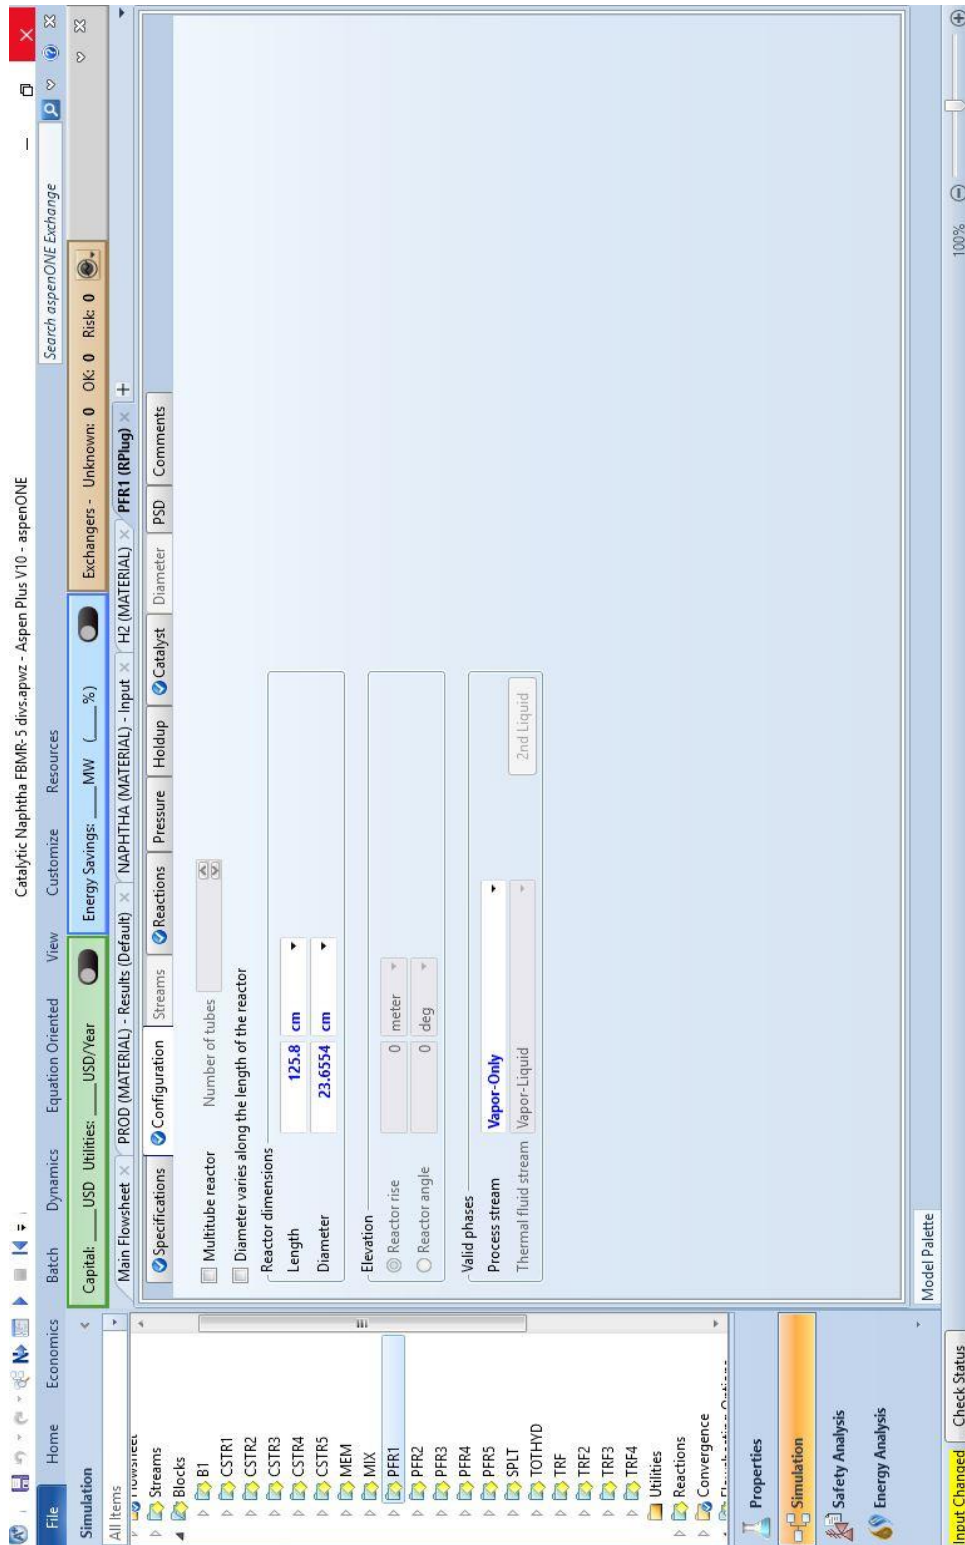 Catalytic Naphtha FBMR- 5 divs.apwz - Aspen Plus V10 - aspenONE
File Home Economics Batch Dynamics Equation Oriented View Customize Resources Search aspenONE Exchange
Simulation
Capital: ____USD Utilities: ____USD/Year
Energy Savings: ____MW (____%)
Exchangers - Unknown: 0 OK: 0 Risk: 0
All Items
Main Flowsheet PROD (MATERIAL) - Results (Default) NAPHTHA (MATERIAL) - Input H2 (MATERIAL) PFR1 (RPlug) +
Specifications Configuration Streams Reactions Pressure Holdup Catalyst Diameter PSD Comments
Streams
Blocks
B1
CSTR1
CSTR2
CSTR3
CSTR4
CSTR5
MEM
MIX
PFR1
PFR2
PFR3
PFR4
PFR5
SPLT
TOTHYD
TRF
TRF2
TRF3
TRF4
Utilities
Reactions
Convergence
Multitube reactor Number of tubes
Diameter varies along the length of the reactor
Reactor dimensions
Length 125.8 cm
Diameter 23.6554 cm
Elevation
Reactor rise 0 meter
Reactor angle 0 deg
Valid phases
Process stream Vapor-Only
Thermal fluid stream Vapor-Liquid 2nd Liquid
Properties
Simulation
Safety Analysis
Energy Analysis
Model Palette
Input Changed Check Status 100%